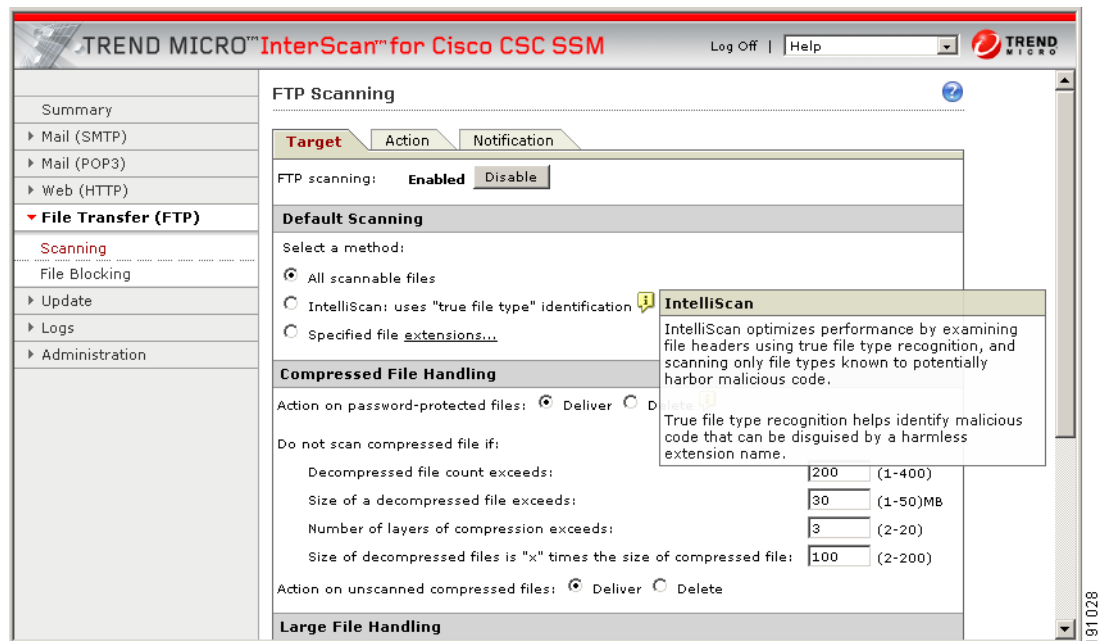 TREND MICRO™ InterScan™ for Cisco CSC SSM
Log Off | Help
TREND MICRO
Summary
Mail (SMTP)
Mail (POP3)
Web (HTTP)
File Transfer (FTP)
Scanning
File Blocking
Update
Logs
Administration
FTP Scanning
Target Action Notification
FTP scanning: Enabled Disable
Default Scanning
Select a method:
All scannable files
IntelliScan: uses "true file type" identification
Specified file extensions...
IntelliScan
IntelliScan optimizes performance by examining
file headers using true file type recognition, and
scanning only file types known to potentially
harbor malicious code.
True file type recognition helps identify malicious
code that can be disguised by a harmless
extension name.
Compressed File Handling
Action on password-protected files: Deliver Delete
Do not scan compressed file if:
Decompressed file count exceeds: 200 (1-400)
Size of a decompressed file exceeds: 30 (1-50)MB
Number of layers of compression exceeds: 3 (2-20)
Size of decompressed files is "x" times the size of compressed file: 100 (2-200)
Action on unscanned compressed files: Deliver Delete
Large File Handling
191028